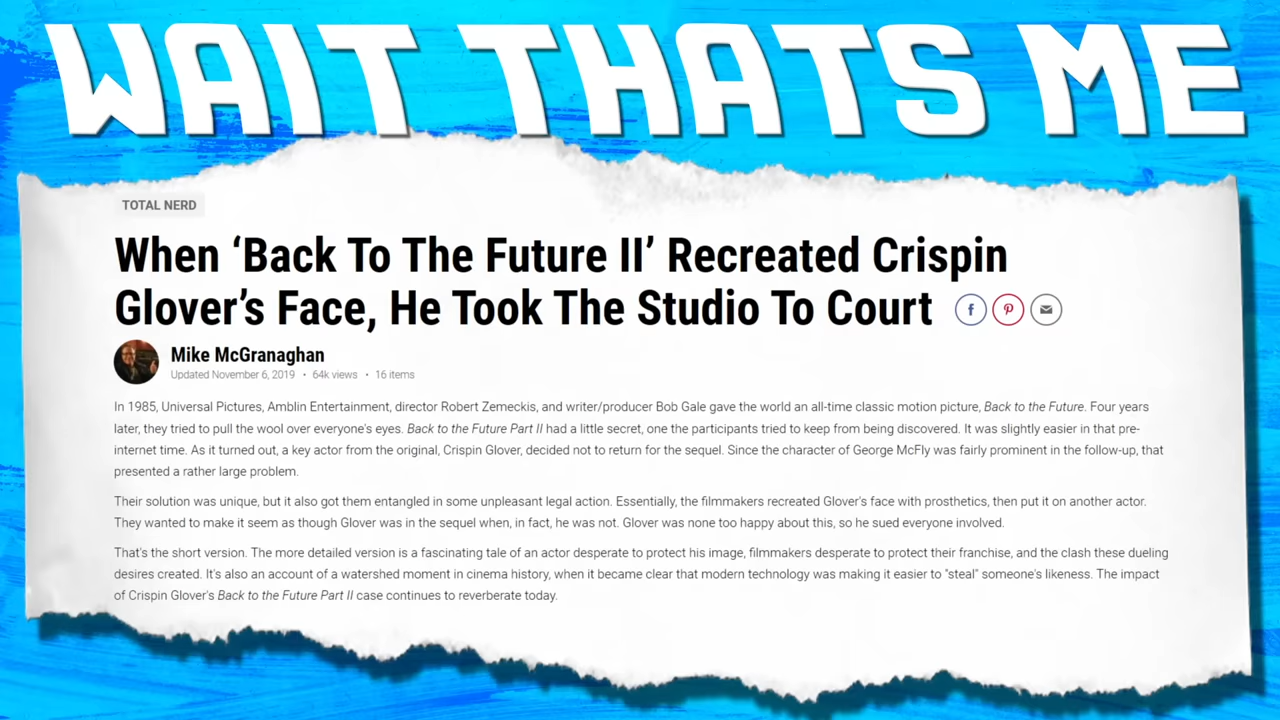 WAIT THATS ME
TOTAL NERD
When ‘Back To The Future II’ Recreated Crispin
Glover’s Face, He Took The Studio To Court
Mike McGranaghan
Updated November 6, 2019 • 64k views • 16 items
In 1985, Universal Pictures, Amblin Entertainment, director Robert Zemeckis, and writer/producer Bob Gale gave the world an all-time classic motion picture, Back to the Future. Four years
later, they tried to pull the wool over everyone's eyes. Back to the Future Part II had a little secret, one the participants tried to keep from being discovered. It was slightly easier in that pre-
internet time. As it turned out, a key actor from the original, Crispin Glover, decided not to return for the sequel. Since the character of George McFly was fairly prominent in the follow-up, that
presented a rather large problem.
Their solution was unique, but it also got them entangled in some unpleasant legal action. Essentially, the filmmakers recreated Glover's face with prosthetics, then put it on another actor.
They wanted to make it seem as though Glover was in the sequel when, in fact, he was not. Glover was none too happy about this, so he sued everyone involved.
That's the short version. The more detailed version is a fascinating tale of an actor desperate to protect his image, filmmakers desperate to protect their franchise, and the clash these dueling
desires created. It's also an account of a watershed moment in cinema history, when it became clear that modern technology was making it easier to "steal" someone's likeness. The impact
of Crispin Glover's Back to the Future Part II case continues to reverberate today.